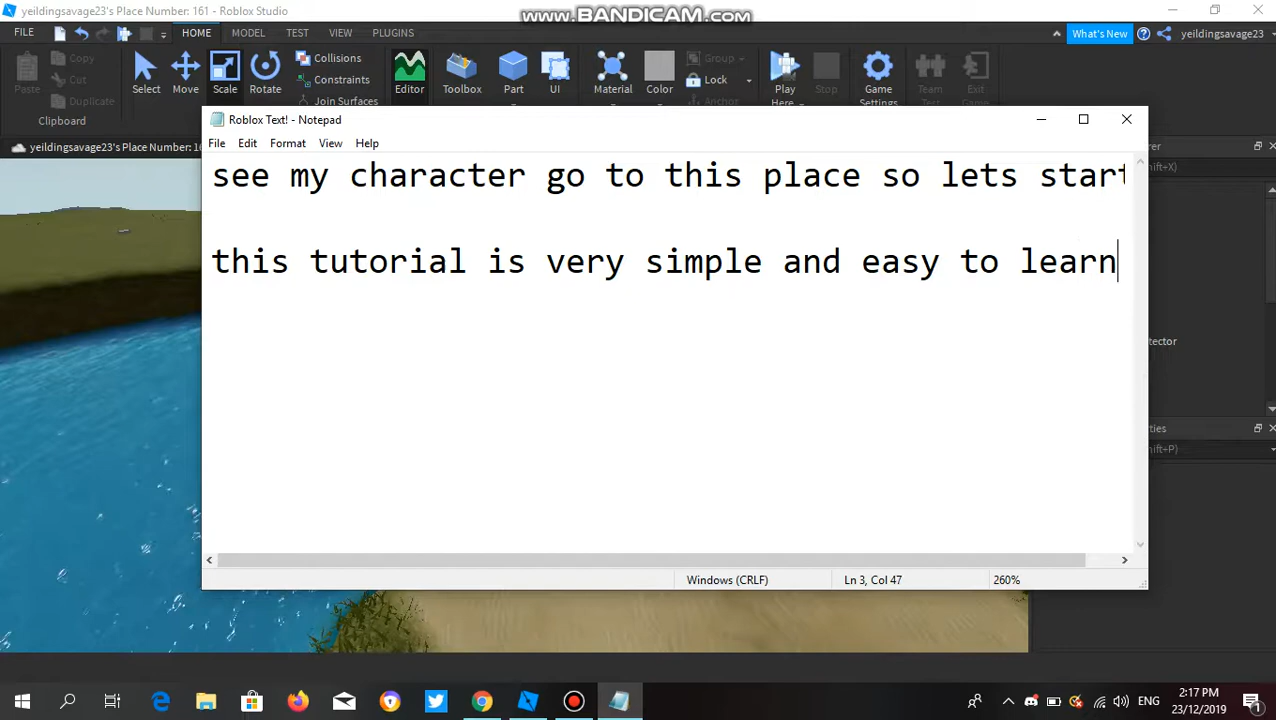 yeildingsavage23's Place Number: 161 - Roblox Studio
www.BANDICAM.com
FILE HOME MODEL TEST VIEW PLUGINS What's New yeildingsavage23
Paste Copy Cut Duplicate Clipboard
Select Move Scale Rotate
Collisions
Constraints
Join Surfaces
Editor Toolbox Part UI Material Color
Group
Lock
Anchor
Play Here Stop Game Settings Team Test Exit Game
Roblox Text! - Notepad
File Edit Format View Help
yeildingsavage23's Place Number: 16
see my character go to this place so lets start
this tutorial is very simple and easy to learn
rer
hift+X)
tector
ties
hift+P)
Windows (CRLF) Ln 3, Col 47 260%
ENG
2:17 PM
23/12/2019
1